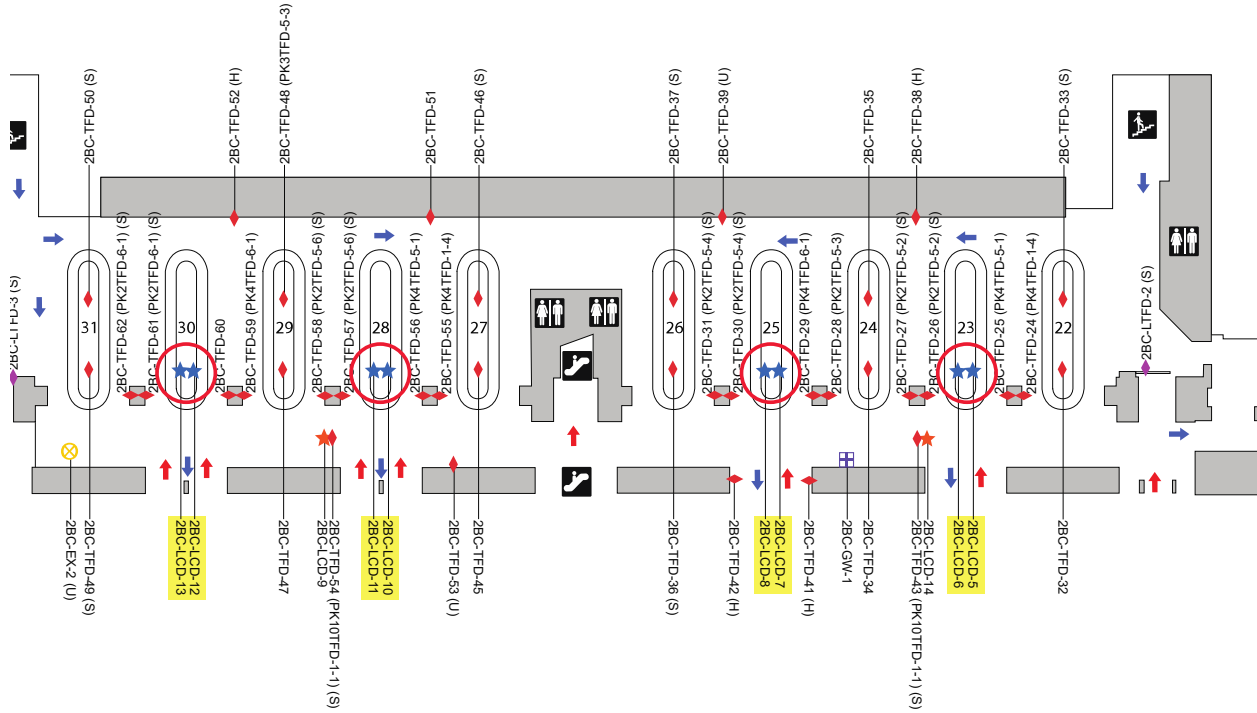 2BC-TFD-50 (S)
2BC-TFD-52 (H)
2BC-TFD-48 (PK3TFD-5-3)
2BC-TFD-51
2BC-TFD-46 (S)
2BC-TFD-37 (S)
2BC-TFD-39 (U)
2BC-TFD-35
2BC-TFD-38 (H)
2BC-TFD-33 (S)
2BC-LTFD-3 (S)
2BC-TFD-62 (PK2TFD-6-1) (S)
2BC-TFD-61 (PK2TFD-6-1) (S)
2BC-TFD-60
2BC-TFD-59 (PK4TFD-6-1)
2BC-TFD-58 (PK2TFD-5-6) (S)
2BC-TFD-57 (PK2TFD-5-6) (S)
2BC-TFD-56 (PK4TFD-5-1)
2BC-TFD-55 (PK4TFD-1-4)
2BC-TFD-31 (PK2TFD-5-4) (S)
2BC-TFD-30 (PK2TFD-5-4) (S)
2BC-TFD-29 (PK4TFD-6-1)
2BC-TFD-28 (PK2TFD-5-3)
2BC-TFD-27 (PK2TFD-5-2) (S)
2BC-TFD-26 (PK2TFD-5-2) (S)
2BC-TFD-25 (PK4TFD-5-1)
2BC-TFD-24 (PK4TFD-1-4)
2BC-LTFD-2 (S)
31
30
29
28
27
26
25
24
23
22
2BC-EX-2 (U)
2BC-TFD-49 (S)
2BC-LCD-13
2BC-LCD-12
2BC-TFD-47
2BC-LCD-9
2BC-TFD-54 (PK10TFD-1-1) (S)
2BC-LCD-11
2BC-LCD-10
2BC-TFD-53 (U)
2BC-TFD-45
2BC-TFD-36 (S)
2BC-TFD-42 (H)
2BC-LCD-8
2BC-LCD-7
2BC-TFD-41 (H)
2BC-GW-1
2BC-TFD-34
2BC-TFD-43 (PK10TFD-1-1) (S)
2BC-LCD-14
2BC-LCD-6
2BC-LCD-5
2BC-TFD-32